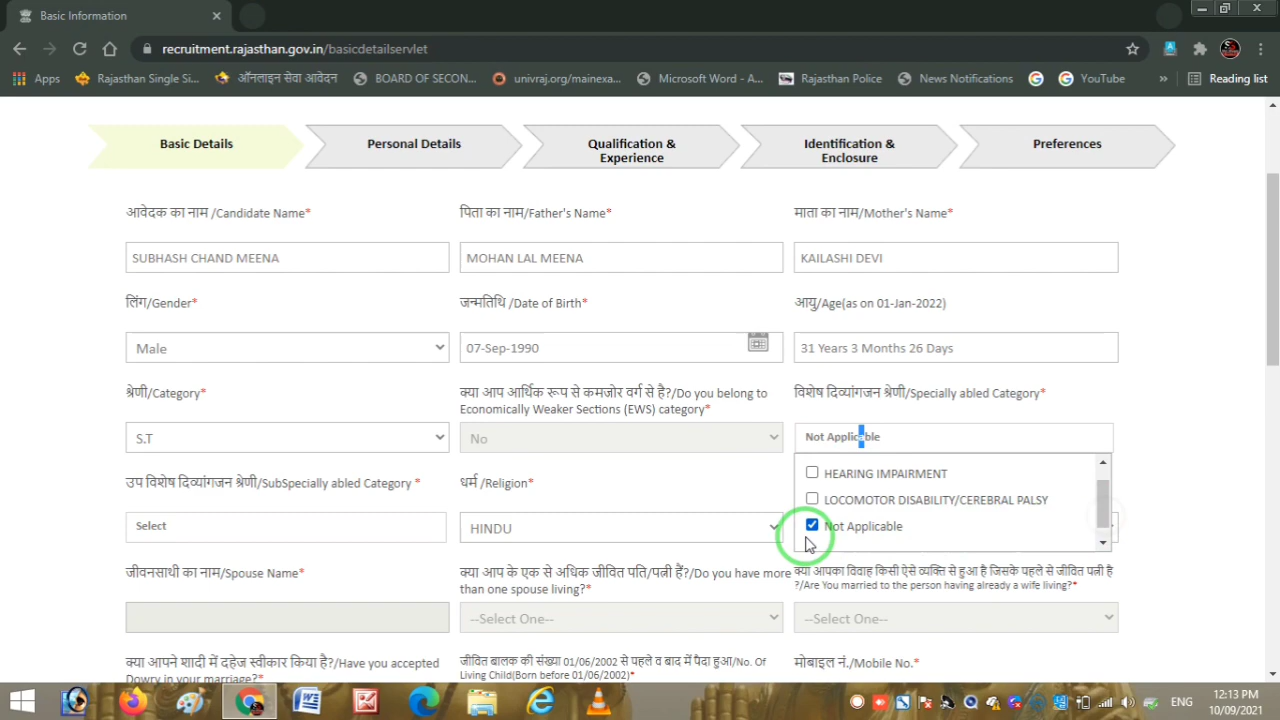 Basic Information
recruitment.rajasthan.gov.in/basicdetailservlet
Apps Rajasthan Single Si... ऑनलाइन सेवा आवेदन BOARD OF SECON... univraj.org/mainexa... Microsoft Word - A... Rajasthan Police News Notifications YouTube » Reading list
Basic Details Personal Details Qualification & Experience Identification & Enclosure Preferences
आवेदक का नाम /Candidate Name* पिता का नाम/Father's Name* माता का नाम/Mother's Name*
SUBHASH CHAND MEENA MOHAN LAL MEENA KAILASHI DEVI
लिंग/Gender* जन्मतिथि /Date of Birth* आयु/Age(as on 01-Jan-2022)
Male 07-Sep-1990 31 Years 3 Months 26 Days
श्रेणी/Category* क्या आप आर्थिक रूप से कमजोर वर्ग से है?/Do you belong to विशेष दिव्यांगजन श्रेणी/Specially abled Category*
Economically Weaker Sections (EWS) category*
S.T No Not Applicable
HEARING IMPAIRMENT
उप विशेष दिव्यांगजन श्रेणी/SubSpecially abled Category * धर्म /Religion*
LOCOMOTOR DISABILITY/CEREBRAL PALSY
Select HINDU Not Applicable
जीवनसाथी का नाम/Spouse Name* क्या आप के एक से अधिक जीवित पति/पत्नी हैं?/Do you have more क्या आपका विवाह किसी ऐसे व्यक्ति से हुआ है जिसके पहले से जीवित पत्नी है
than one spouse living?* ?/Are You married to the person having already a wife living?*
--Select One-- --Select One--
क्या आपने शादी में दहेज स्वीकार किया है?/Have you accepted जीवित बालक की संख्या 01/06/2002 से पहले व बाद में पैदा हुआ/No. Of मोबाइल नं./Mobile No.*
Dowry in your marriage?* Living Child(Born before 01/06/2002)*
ENG 12:13 PM
10/09/2021